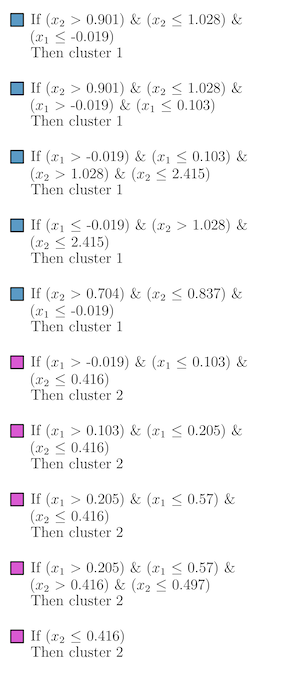 If (x₂ > 0.901) & (x₂ ≤ 1.028) &
(x₁ ≤ -0.019)
Then cluster 1
If (x₂ > 0.901) & (x₂ ≤ 1.028) &
(x₁ > -0.019) & (x₁ ≤ 0.103)
Then cluster 1
If (x₁ > -0.019) & (x₁ ≤ 0.103) &
(x₂ > 1.028) & (x₂ ≤ 2.415)
Then cluster 1
If (x₁ ≤ -0.019) & (x₂ > 1.028) &
(x₂ ≤ 2.415)
Then cluster 1
If (x₂ > 0.704) & (x₂ ≤ 0.837) &
(x₁ ≤ -0.019)
Then cluster 1
If (x₁ > -0.019) & (x₁ ≤ 0.103) &
(x₂ ≤ 0.416)
Then cluster 2
If (x₁ > 0.103) & (x₁ ≤ 0.205) &
(x₂ ≤ 0.416)
Then cluster 2
If (x₁ > 0.205) & (x₁ ≤ 0.57) &
(x₂ ≤ 0.416)
Then cluster 2
If (x₁ > 0.205) & (x₁ ≤ 0.57) &
(x₂ > 0.416) & (x₂ ≤ 0.497)
Then cluster 2
If (x₂ ≤ 0.416)
Then cluster 2